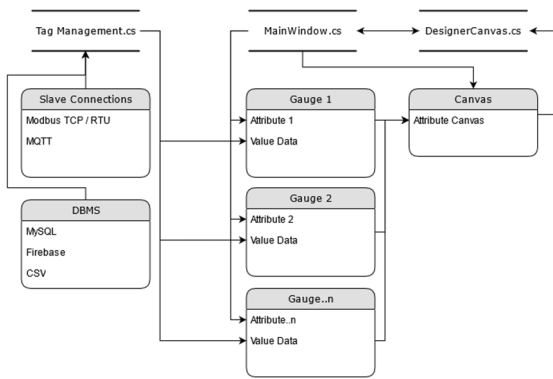 Tag Management.cs
MainWindow.cs
DesignerCanvas.cs
Slave Connections
Modbus TCP / RTU
MQTT
DBMS
MySQL
Firebase
CSV
Gauge 1
Attribute 1
Value Data
Gauge 2
Attribute 2
Value Data
Gauge..n
Attribute..n
Value Data
Canvas
Attribute Canvas